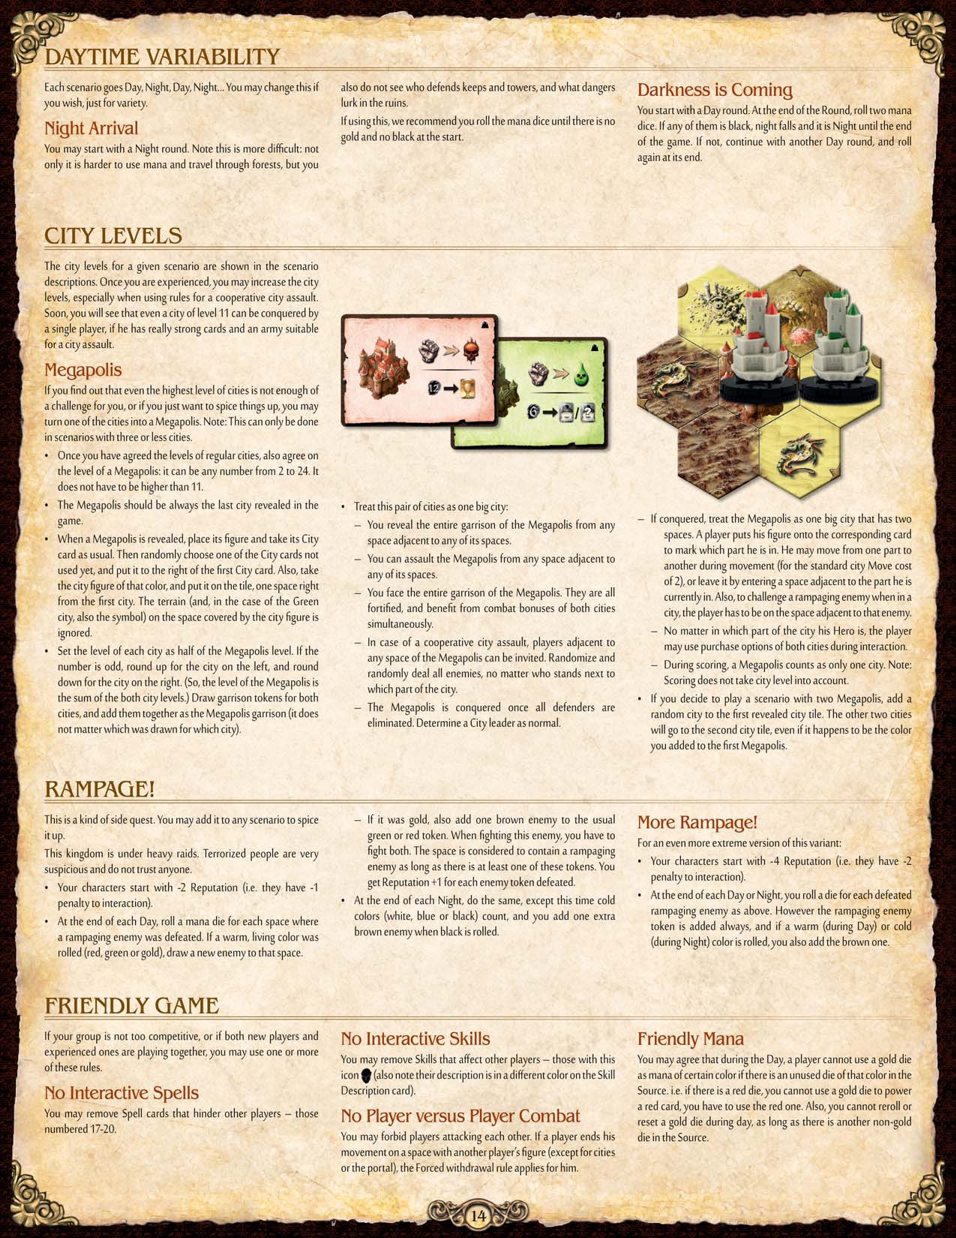 DAYTIME VARIABILITY
Each scenario goes Day, Night, Day, Night... You may change this if
you wish, just for variety.
Night Arrival
You may start with a Night round. Note this is more difficult: not
only it is harder to use mana and travel through forests, but you
also do not see who defends keeps and towers, and what dangers
lurk in the ruins.
If using this, we recommend you roll the mana dice until there is no
gold and no black at the start.
Darkness is Coming
You start with a Day round. At the end of the Round, roll two mana
dice. If any of them is black, night falls and it is Night until the end
of the game. If not, continue with another Day round, and roll
again at its end.
CITY LEVELS
The city levels for a given scenario are shown in the scenario
descriptions. Once you are experienced, you may increase the city
levels, especially when using rules for a cooperative city assault.
Soon, you will see that even a city of level 11 can be conquered by
a single player, if he has really strong cards and an army suitable
for a city assault.
Megapolis
If you find out that even the highest level of cities is not enough of
a challenge for you, or if you just want to spice things up, you may
turn one of the cities into a Megapolis. Note: This can only be done
in scenarios with three or less cities.
• Once you have agreed the levels of regular cities, also agree on
the level of a Megapolis: it can be any number from 2 to 24. It
does not have to be higher than 11.
• The Megapolis should be always the last city revealed in the
game.
• When a Megapolis is revealed, place its figure and take its City
card as usual. Then randomly choose one of the City cards not
used yet, and put it to the right of the first City card. Also, take
the city figure of that color, and put it on the tile, one space right
from the first city. The terrain (and, in the case of the Green
city, also the symbol) on the space covered by the city figure is
ignored.
• Set the level of each city as half of the Megapolis level. If the
number is odd, round up for the city on the left, and round
down for the city on the right. (So, the level of the Megapolis is
the sum of the both city levels.) Draw garrison tokens for both
cities, and add them together as the Megapolis garrison (it does
not matter which was drawn for which city).
• Treat this pair of cities as one big city:
– You reveal the entire garrison of the Megapolis from any
space adjacent to any of its spaces.
– You can assault the Megapolis from any space adjacent to
any of its spaces.
– You face the entire garrison of the Megapolis. They are all
fortified, and benefit from combat bonuses of both cities
simultaneously.
– In case of a cooperative city assault, players adjacent to
any space of the Megapolis can be invited. Randomize and
randomly deal all enemies, no matter who stands next to
which part of the city.
– The Megapolis is conquered once all defenders are
eliminated. Determine a City leader as normal.
– If conquered, treat the Megapolis as one big city that has two
spaces. A player puts his figure onto the corresponding card
to mark which part he is in. He may move from one part to
another during movement (for the standard city Move cost
of 2), or leave it by entering a space adjacent to the part he is
currently in. Also, to challenge a rampaging enemy when in a
city, the player has to be on the space adjacent to that enemy.
– No matter in which part of the city his Hero is, the player
may use purchase options of both cities during interaction.
– During scoring, a Megapolis counts as only one city. Note:
Scoring does not take city level into account.
• If you decide to play a scenario with two Megapolis, add a
random city to the first revealed city tile. The other two cities
will go to the second city tile, even if it happens to be the color
you added to the first Megapolis.
RAMPAGE!
This is a kind of side quest. You may add it to any scenario to spice
it up.
This kingdom is under heavy raids. Terrorized people are very
suspicious and do not trust anyone.
• Your characters start with -2 Reputation (i.e. they have -1
penalty to interaction).
• At the end of each Day, roll a mana die for each space where
a rampaging enemy was defeated. If a warm, living color was
rolled (red, green or gold), draw a new enemy to that space.
– If it was gold, also add one brown enemy to the usual
green or red token. When fighting this enemy, you have to
fight both. The space is considered to contain a rampaging
enemy as long as there is at least one of these tokens. You
get Reputation +1 for each enemy token defeated.
• At the end of each Night, do the same, except this time cold
colors (white, blue or black) count, and you add one extra
brown enemy when black is rolled.
More Rampage!
For an even more extreme version of this variant:
• Your characters start with -4 Reputation (i.e. they have -2
penalty to interaction).
• At the end of each Day or Night, you roll a die for each defeated
rampaging enemy as above. However the rampaging enemy
token is added always, and if a warm (during Day) or cold
(during Night) color is rolled, you also add the brown one.
FRIENDLY GAME
If your group is not too competitive, or if both new players and
experienced ones are playing together, you may use one or more
of these rules.
No Interactive Spells
You may remove Spell cards that hinder other players – those
numbered 17-20.
No Interactive Skills
You may remove Skills that affect other players – those with this
icon (also note their description is in a different color on the Skill
Description card).
No Player versus Player Combat
You may forbid players attacking each other. If a player ends his
movement on a space with another player's figure (except for cities
or the portal), the Forced withdrawal rule applies for him.
Friendly Mana
You may agree that during the Day, a player cannot use a gold die
as mana of certain color if there is an unused die of that color in the
Source. i.e. if there is a red die, you cannot use a gold die to power
a red card, you have to use the red one. Also, you cannot reroll or
reset a gold die during day, as long as there is another non-gold
die in the Source.
14